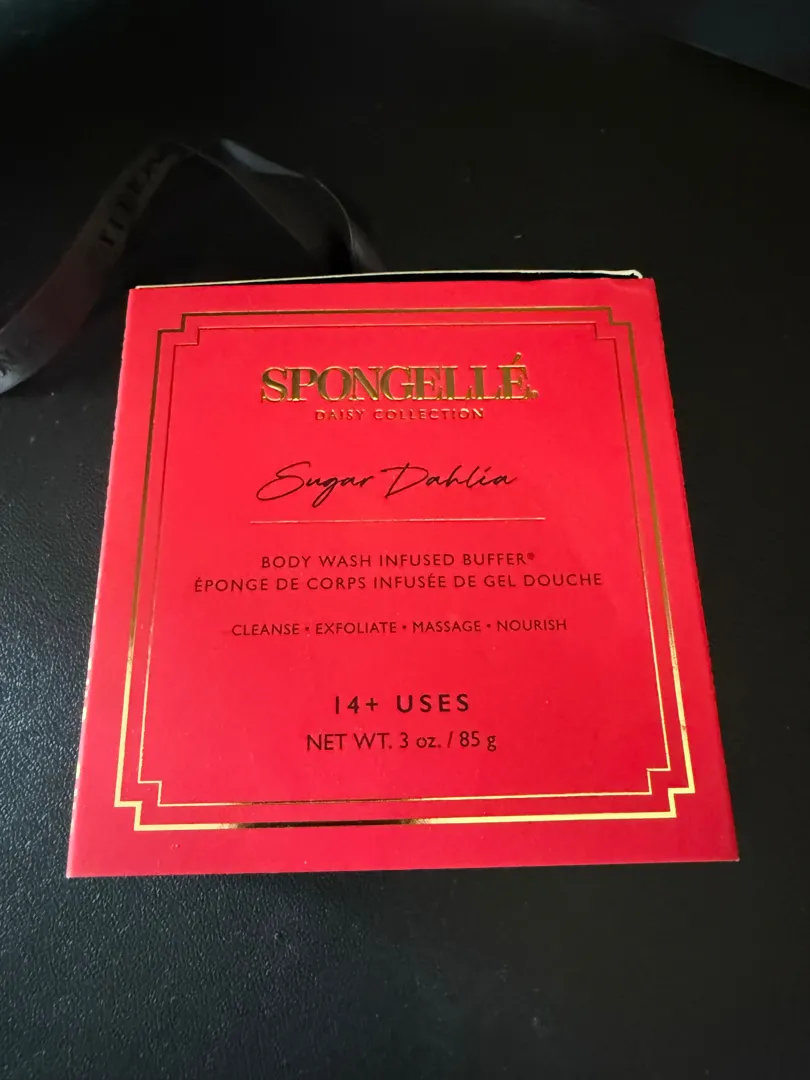 SPONGELLÉ.
DAISY COLLECTION
Sugar Dahlia
BODY WASH INFUSED BUFFER®
ÉPONGE DE CORPS INFUSÉE DE GEL DOUCHE
CLEANSE • EXFOLIATE • MASSAGE • NOURISH
14+ USES
NET WT. 3 oz. / 85 g